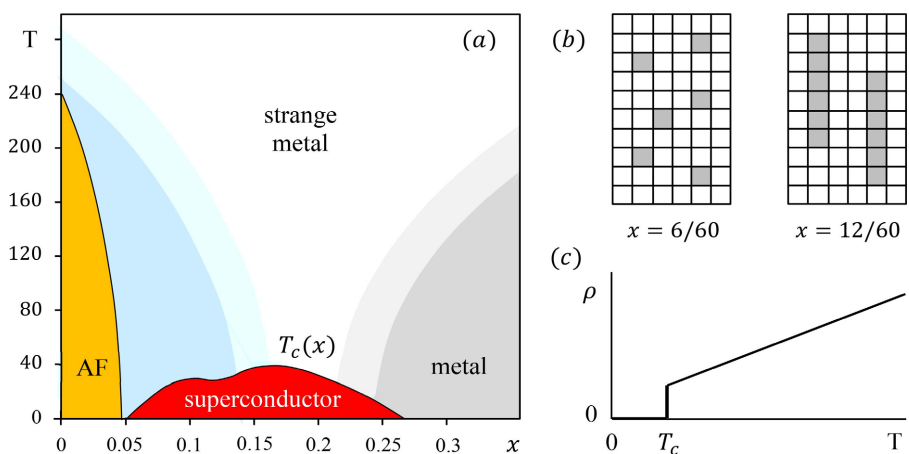 T
(a)
240
200
160
120
80
40
0
strange
metal
T_c(x)
AF
superconductor
metal
0
0.05
0.1
0.15
0.2
0.25
0.3
x
(b)
x = 6/60
x = 12/60
(c)
ρ
0
0
T_c
T